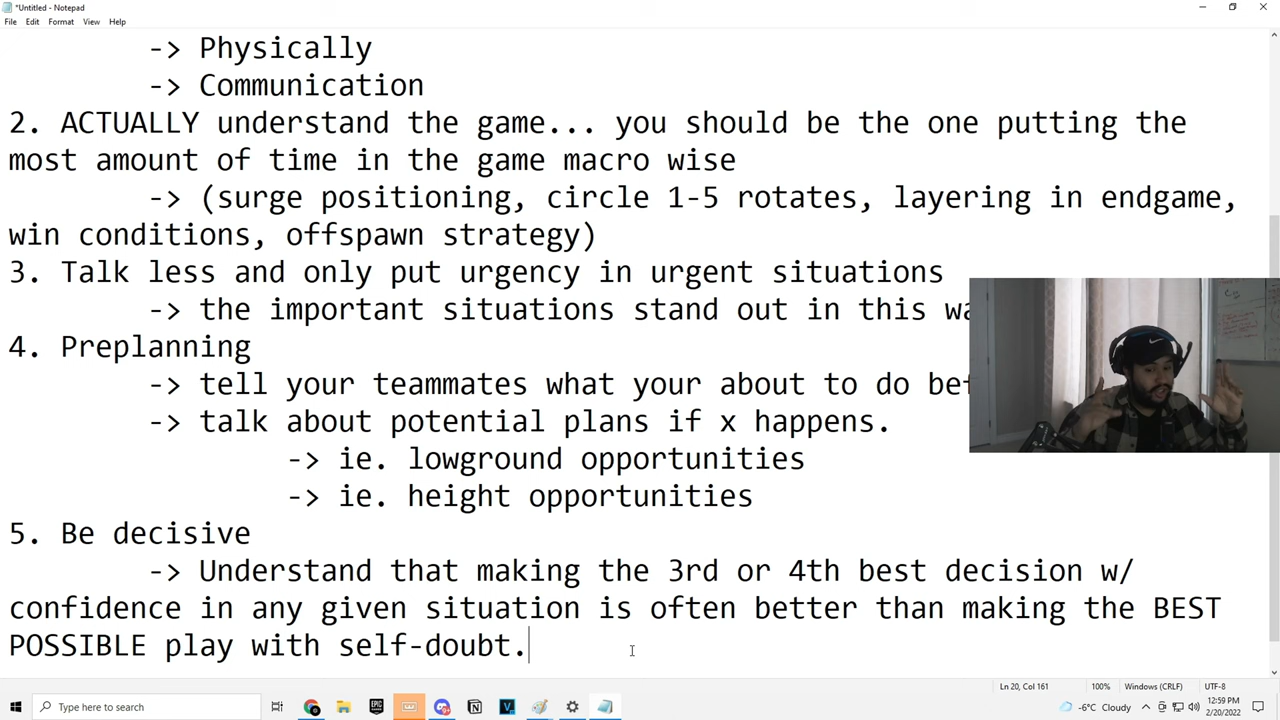 *Untitled - Notepad
File Edit Format View Help
-> Physically
-> Communication
2. ACTUALLY understand the game... you should be the one putting the
most amount of time in the game macro wise
-> (surge positioning, circle 1-5 rotates, layering in endgame,
win conditions, offspawn strategy)
3. Talk less and only put urgency in urgent situations
-> the important situations stand out in this wa
4. Preplanning
-> tell your teammates what your about to do bef
-> talk about potential plans if x happens.
-> ie. lowground opportunities
-> ie. height opportunities
5. Be decisive
-> Understand that making the 3rd or 4th best decision w/
confidence in any given situation is often better than making the BEST
POSSIBLE play with self-doubt.
Ln 20, Col 161 100% Windows (CRLF) UTF-8
Type here to search
-6°C Cloudy
12:59 PM
2/20/2022